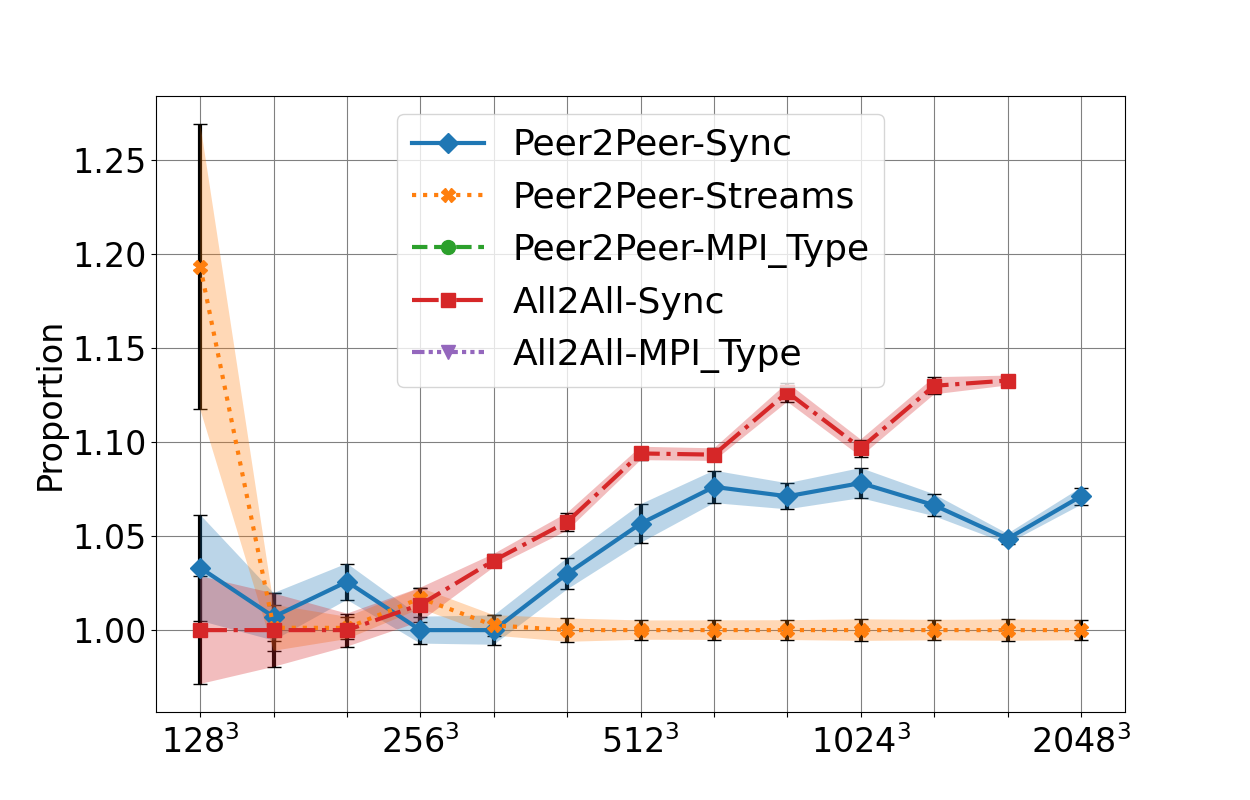 Proportion
1.25
1.20
1.15
1.10
1.05
1.00
Peer2Peer-Sync
Peer2Peer-Streams
Peer2Peer-MPI_Type
All2All-Sync
All2All-MPI_Type
128³ 256³ 512³ 1024³ 2048³